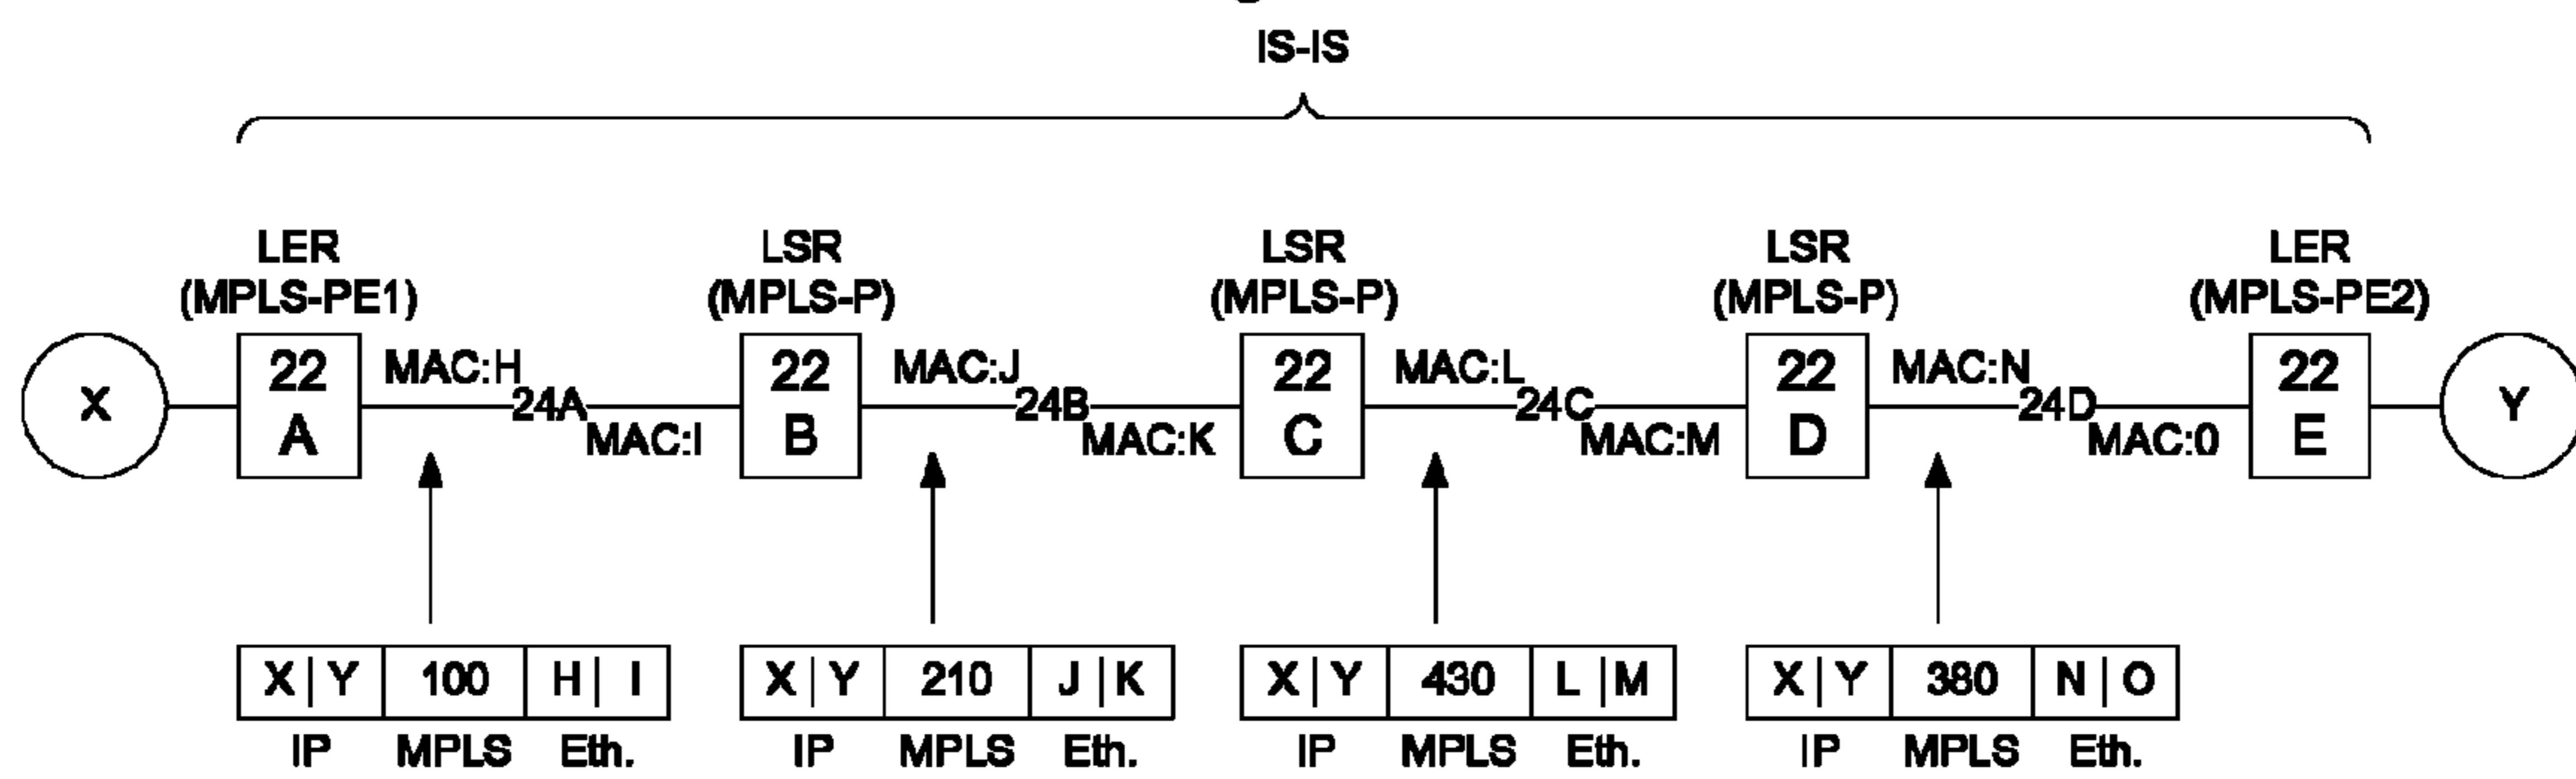 IS-IS
LER
(MPLS-PE1)
LSR
(MPLS-P)
LSR
(MPLS-P)
LSR
(MPLS-P)
LER
(MPLS-PE2)
X
22
A
MAC:H
24A
MAC:I
22
B
MAC:J
24B
MAC:K
22
C
MAC:L
24C
MAC:M
22
D
MAC:N
24D
MAC:0
22
E
Y
X | Y 100 H | I
IP MPLS Eth.
X | Y 210 J | K
IP MPLS Eth.
X | Y 430 L | M
IP MPLS Eth.
X | Y 380 N | O
IP MPLS Eth.